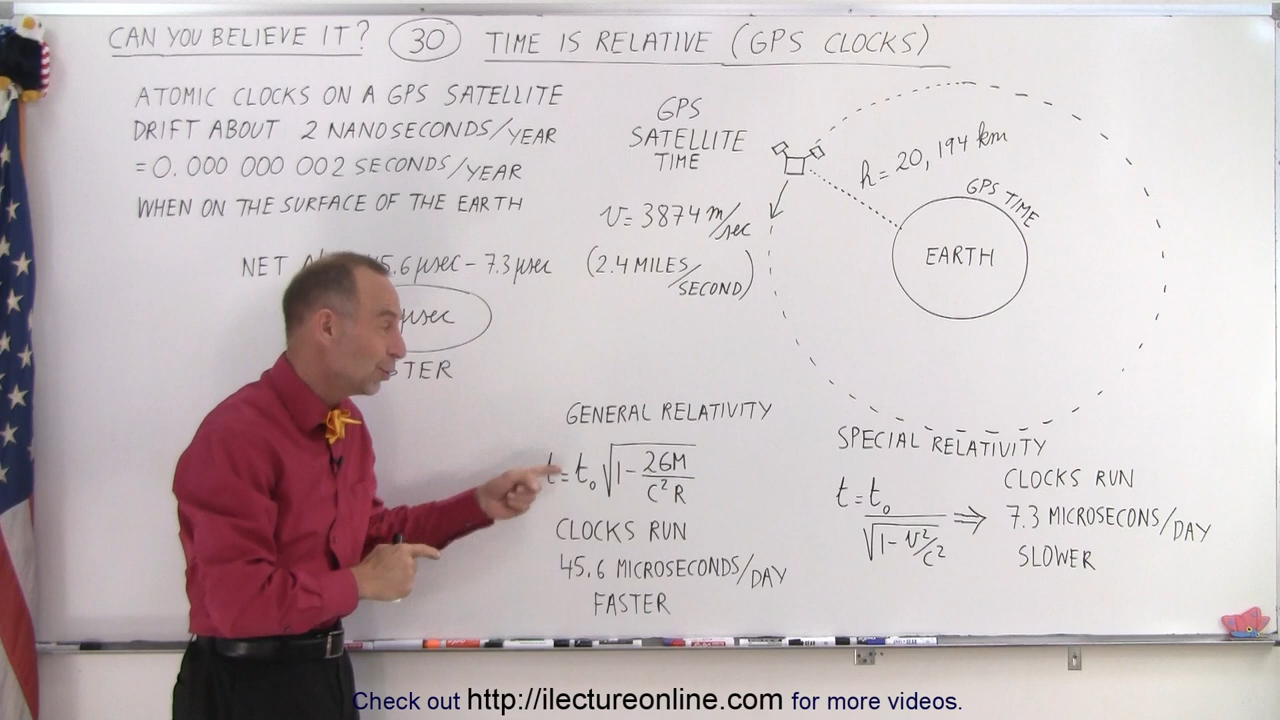 CAN YOU BELIEVE IT? 30 TIME IS RELATIVE (GPS CLOCKS)
ATOMIC CLOCKS ON A GPS SATELLITE
DRIFT ABOUT 2 NANOSECONDS/YEAR
=0.000 000 002 SECONDS/YEAR
WHEN ON THE SURFACE OF THE EARTH
NET 5.6 μsec - 7.3 μsec
μsec
TER
GPS
SATELLITE
TIME
v = 3874 m/sec
(2.4 MILES/SECOND)
h = 20,194 km
GPS TIME
EARTH
GENERAL RELATIVITY
t = t₀ √(1 - 2GM/C²R)
CLOCKS RUN
45.6 MICROSECONDS/DAY
FASTER
SPECIAL RELATIVITY
t = t₀/√(1 - v²/c²) ⇒
CLOCKS RUN
7.3 MICROSECONS/DAY
SLOWER
Check out http://ilectureonline.com for more videos.